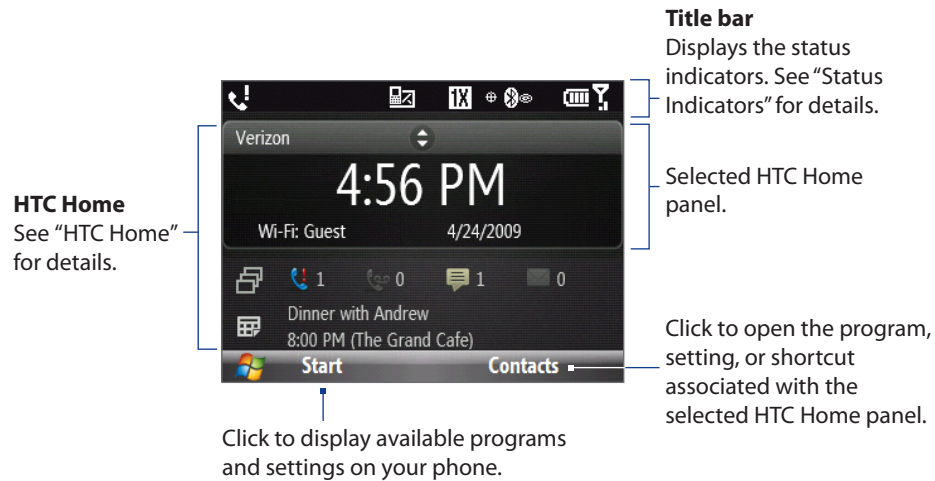 Title bar
Displays the status
indicators. See “Status
Indicators” for details.
1X
Verizon
4:56 PM
Wi-Fi: Guest 4/24/2009
Selected HTC Home
panel.
HTC Home
See “HTC Home”
for details.
1 0 1 0
Dinner with Andrew
8:00 PM (The Grand Cafe)
Start Contacts
Click to open the program,
setting, or shortcut
associated with the
selected HTC Home panel.
Click to display available programs
and settings on your phone.